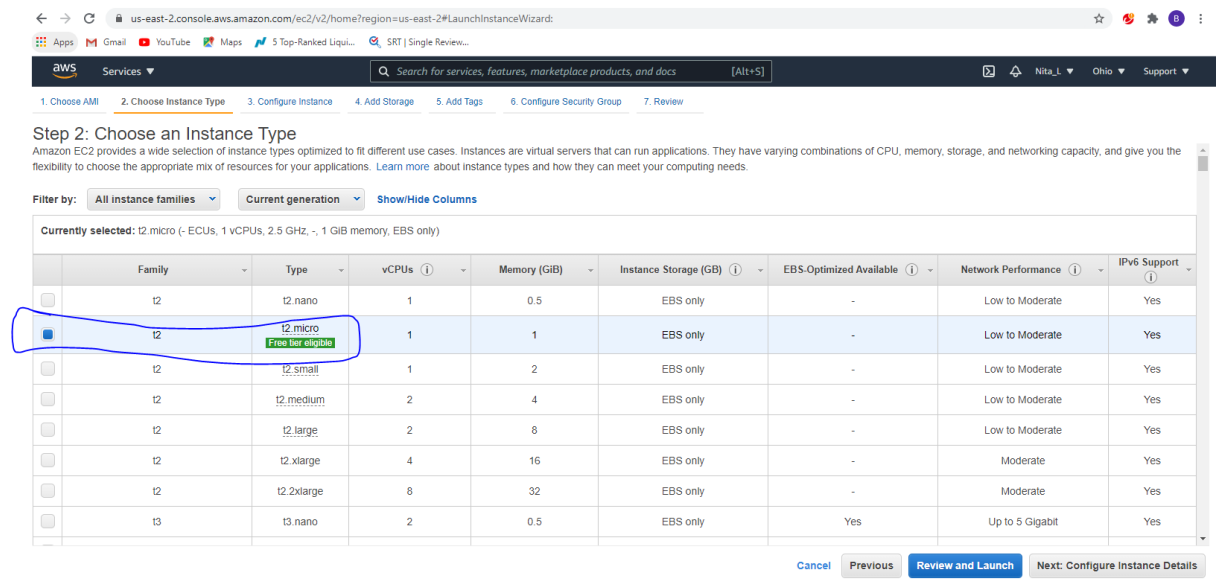 us-east-2.console.aws.amazon.com/ec2/v2/home?region=us-east-2#LaunchInstanceWizard:
B
Apps Gmail YouTube Maps 5 Top-Ranked Liqui... SRT | Single Review...
aws Services Search for services, features, marketplace products, and docs [Alt+S] Nita_L Ohio Support
1. Choose AMI 2. Choose Instance Type 3. Configure Instance 4. Add Storage 5. Add Tags 6. Configure Security Group 7. Review
Step 2: Choose an Instance Type
Amazon EC2 provides a wide selection of instance types optimized to fit different use cases. Instances are virtual servers that can run applications. They have varying combinations of CPU, memory, storage, and networking capacity, and give you the
flexibility to choose the appropriate mix of resources for your applications. Learn more about instance types and how they can meet your computing needs.
Filter by: All instance families Current generation Show/Hide Columns
Currently selected: t2.micro (- ECUs, 1 vCPUs, 2.5 GHz, -, 1 GiB memory, EBS only)
Family Type vCPUs Memory (GiB) Instance Storage (GB) EBS-Optimized Available Network Performance IPv6 Support
t2 t2.nano 1 0.5 EBS only - Low to Moderate Yes
t2 t2.micro 1 1 EBS only - Low to Moderate Yes
Free tier eligible
t2 t2.small 1 2 EBS only - Low to Moderate Yes
t2 t2.medium 2 4 EBS only - Low to Moderate Yes
t2 t2.large 2 8 EBS only - Low to Moderate Yes
t2 t2.xlarge 4 16 EBS only - Moderate Yes
t2 t2.2xlarge 8 32 EBS only - Moderate Yes
t3 t3.nano 2 0.5 EBS only Yes Up to 5 Gigabit Yes
Cancel Previous Review and Launch Next: Configure Instance Details